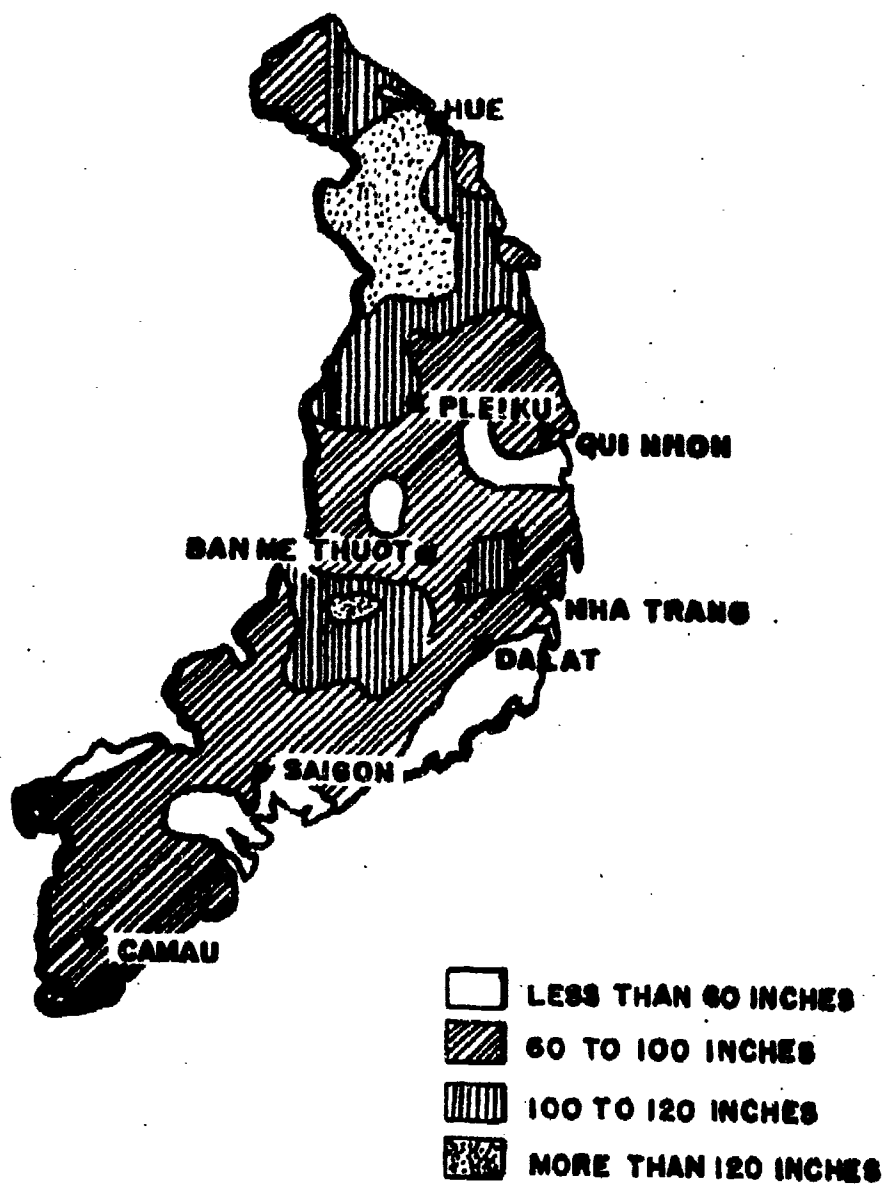 HUE
PLEIKU
QUI NHON
BAN ME THUOT
NHA TRANG
DALAT
SAIGON
CAMAU
LESS THAN 60 INCHES
60 TO 100 INCHES
100 TO 120 INCHES
MORE THAN 120 INCHES